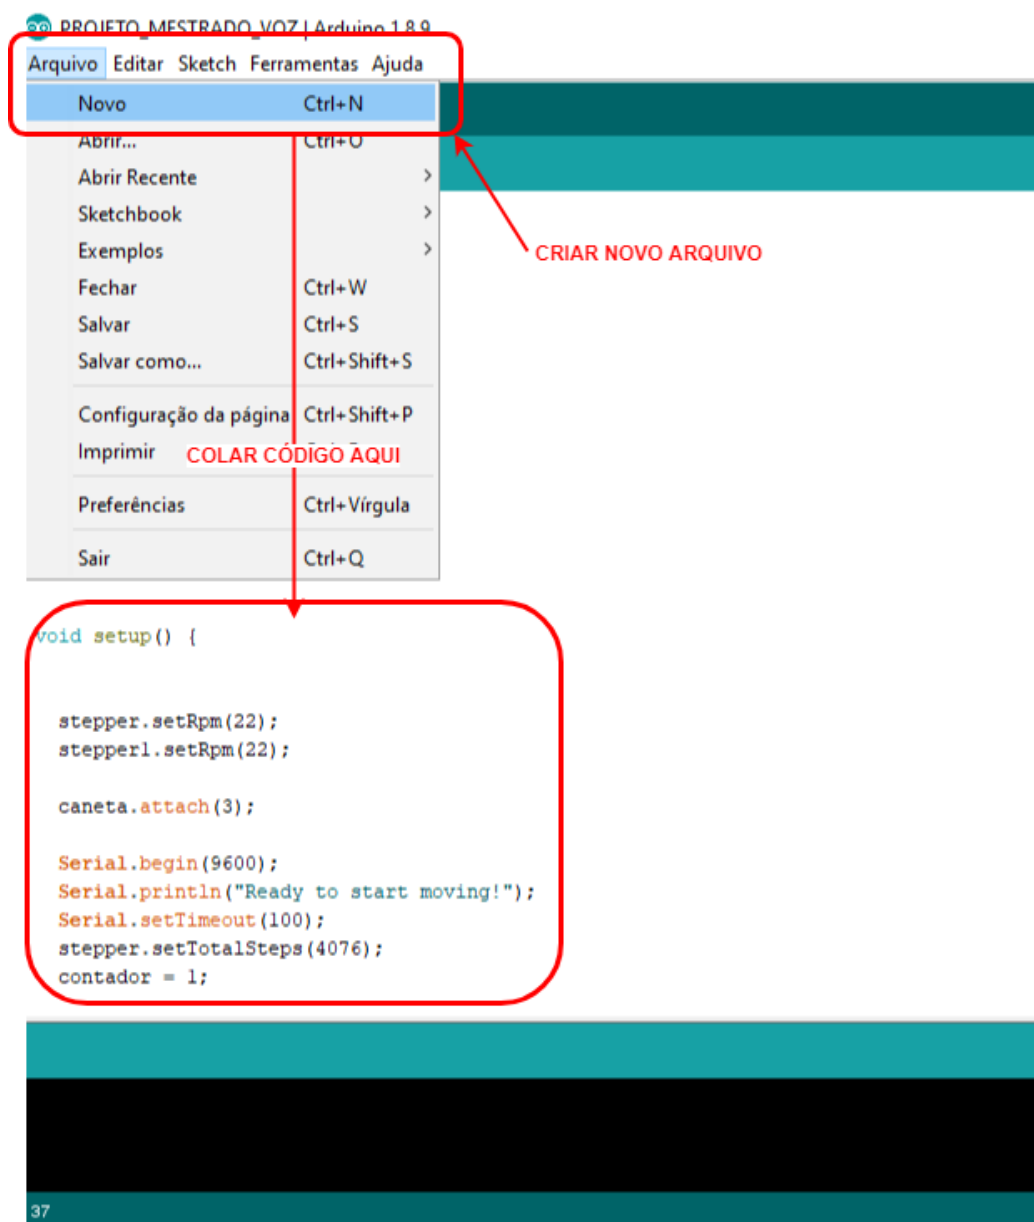 PROJETO_MESTRADO_VOZ | Arduino 1.8.9
Arquivo Editar Sketch Ferramentas Ajuda
Novo Ctrl+N
Abrir... Ctrl+O
Abrir Recente >
Sketchbook >
Exemplos >
CRIAR NOVO ARQUIVO
Fechar Ctrl+W
Salvar Ctrl+S
Salvar como... Ctrl+Shift+S
Configuração da página Ctrl+Shift+P
Imprimir
COLAR CÓDIGO AQUI
Preferências Ctrl+Vírgula
Sair Ctrl+Q
void setup() {
stepper.setRpm(22);
stepper1.setRpm(22);
caneta.attach(3);
Serial.begin(9600);
Serial.println("Ready to start moving!");
Serial.setTimeout(100);
stepper.setTotalSteps(4076);
contador = 1;
37